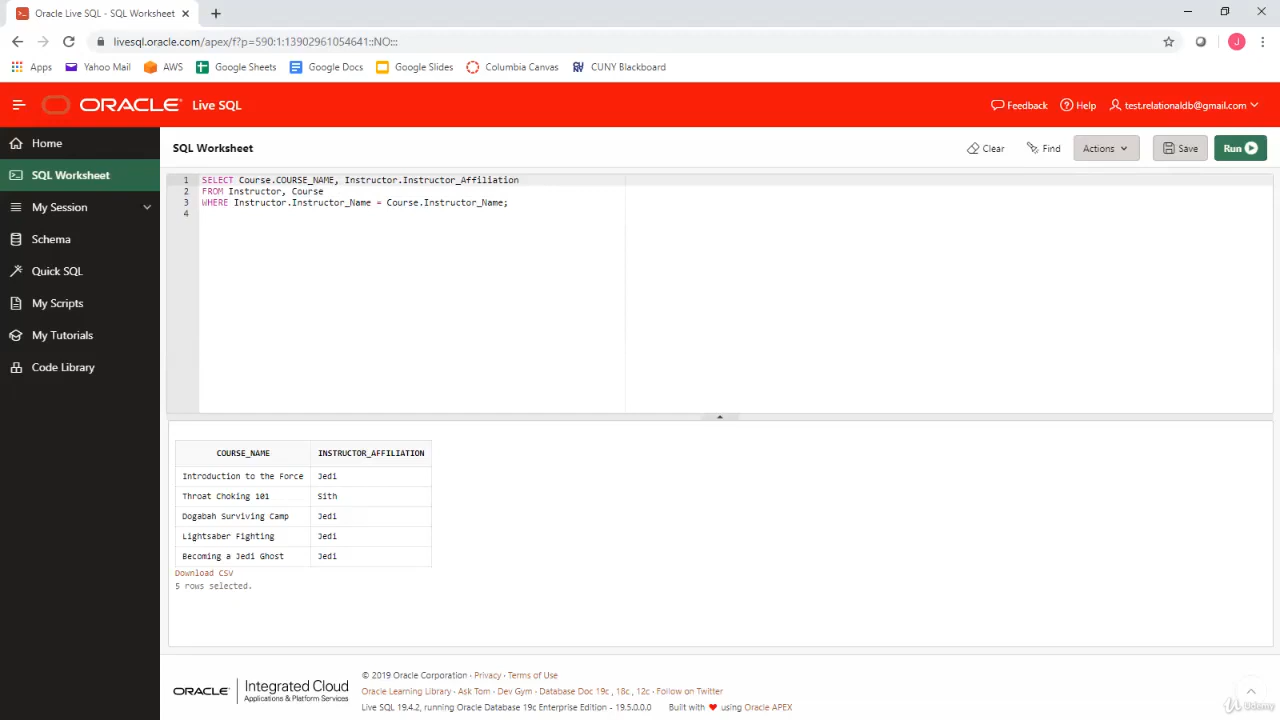 Oracle Live SQL - SQL Worksheet
livesql.oracle.com/apex/f?p=590:1:13902961054641::NO:::
J
Apps Yahoo Mail AWS Google Sheets Google Docs Google Slides Columbia Canvas CUNY Blackboard
ORACLE Live SQL Feedback Help test.relationaldb@gmail.com
Home
SQL Worksheet
My Session
Schema
Quick SQL
My Scripts
My Tutorials
Code Library
SQL Worksheet Clear Find Actions Save Run
1 SELECT Course.COURSE_NAME, Instructor.Instructor_Affiliation
2 FROM Instructor, Course
3 WHERE Instructor.Instructor_Name = Course.Instructor_Name;
4
COURSE_NAME INSTRUCTOR_AFFILIATION
Introduction to the Force Jedi
Throat Choking 101 Sith
Dogabah Surviving Camp Jedi
Lightsaber Fighting Jedi
Becoming a Jedi Ghost Jedi
Download CSV
5 rows selected.
ORACLE Integrated Cloud
Applications & Platform Services
© 2019 Oracle Corporation · Privacy · Terms of Use
Oracle Learning Library · Ask Tom · Dev Gym · Database Doc 19c , 18c , 12c · Follow on Twitter
Live SQL 19.4.2, running Oracle Database 19c Enterprise Edition - 19.5.0.0.0 Built with ❤ using Oracle APEX
Udemy